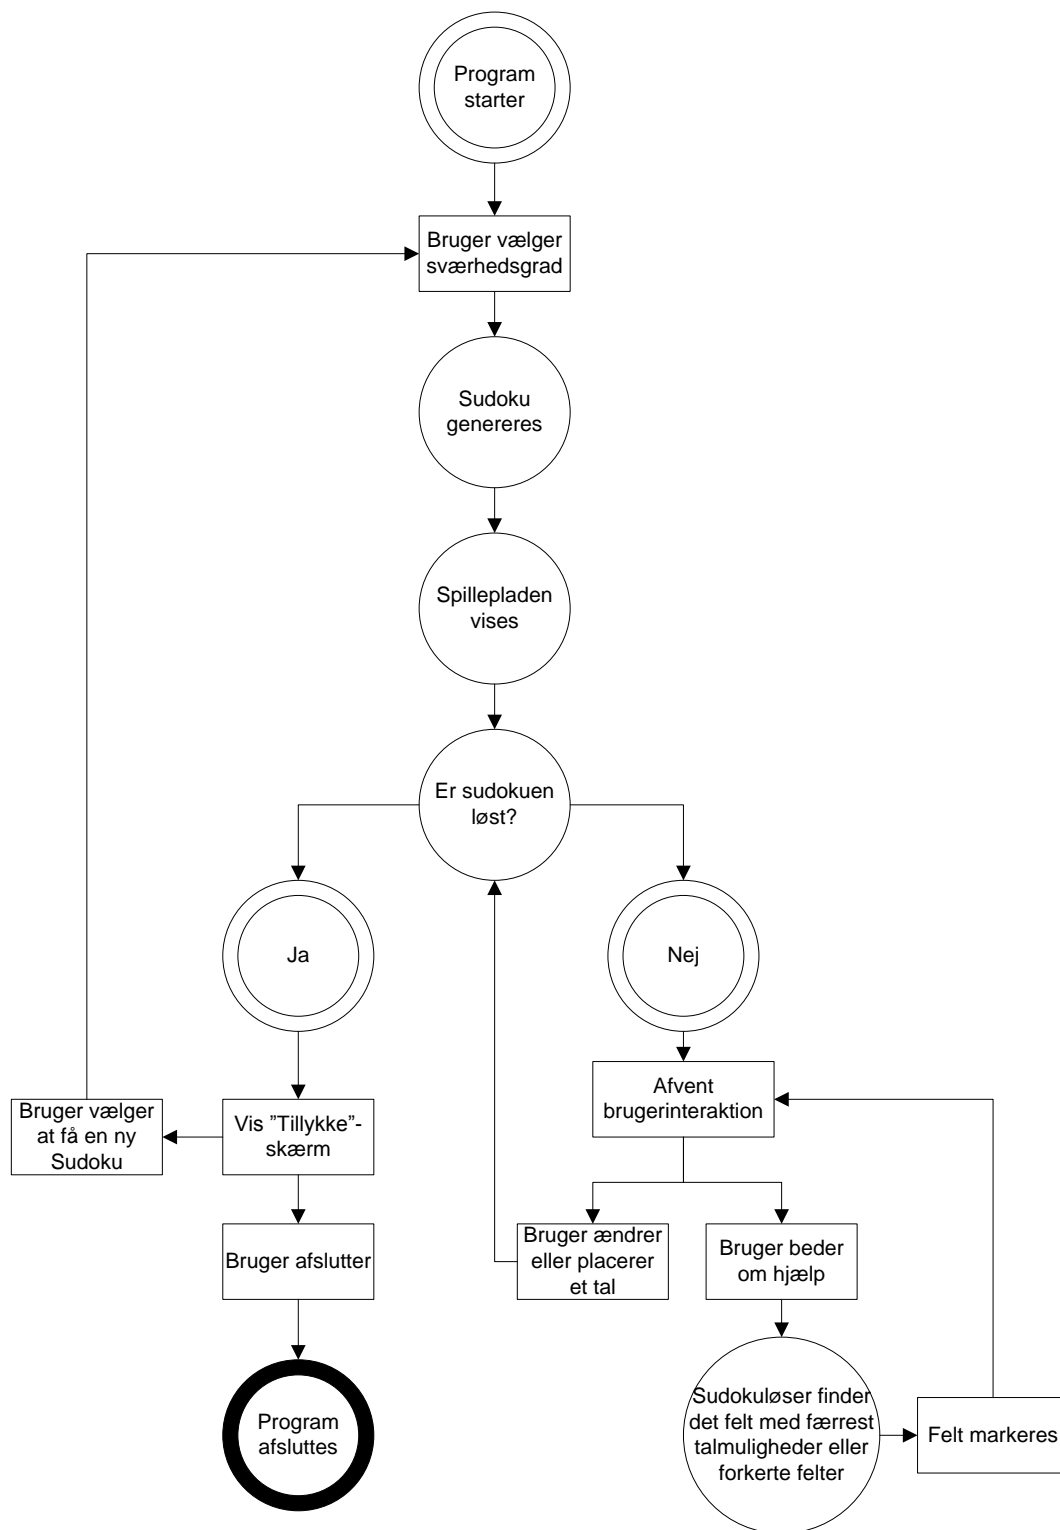 Program
starter
Bruger vælger
sværhedsgrad
Sudoku
genereres
Spillepladen
vises
Er sudokuen
løst?
Ja
Nej
Afvent
brugerinteraktion
Bruger vælger
at få en ny
Sudoku
Vis ”Tillykke”-
skærm
Bruger afslutter
Bruger ændrer
eller placerer
et tal
Bruger beder
om hjælp
Program
afsluttes
Sudokuløser finder
det felt med færrest
talmuligheder eller
forkerte felter
Felt markeres